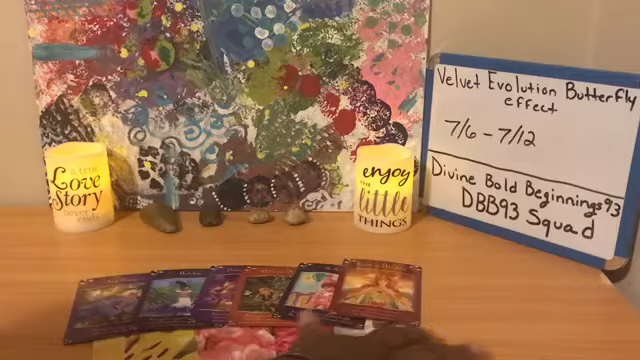 a true
Love
Story
never
ends
enjoy
THE
little
THINGS
Velvet Evolution Butterfly
effect
7/6 - 7/12
Divine Bold Beginnings93
DBB93 Squad